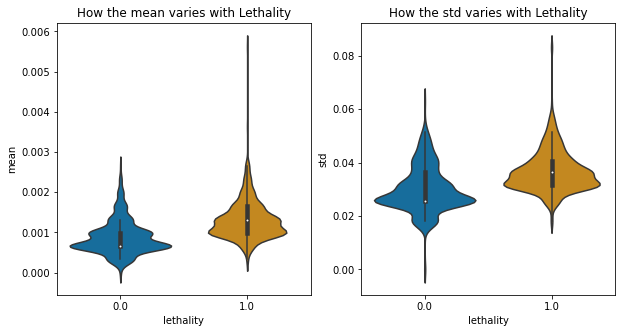 How the mean varies with Lethality
0.006
0.005
0.004
0.003
0.002
0.001
0.000
mean
0.0
1.0
lethality
How the std varies with Lethality
0.08
0.06
0.04
0.02
0.00
std
0.0
1.0
lethality